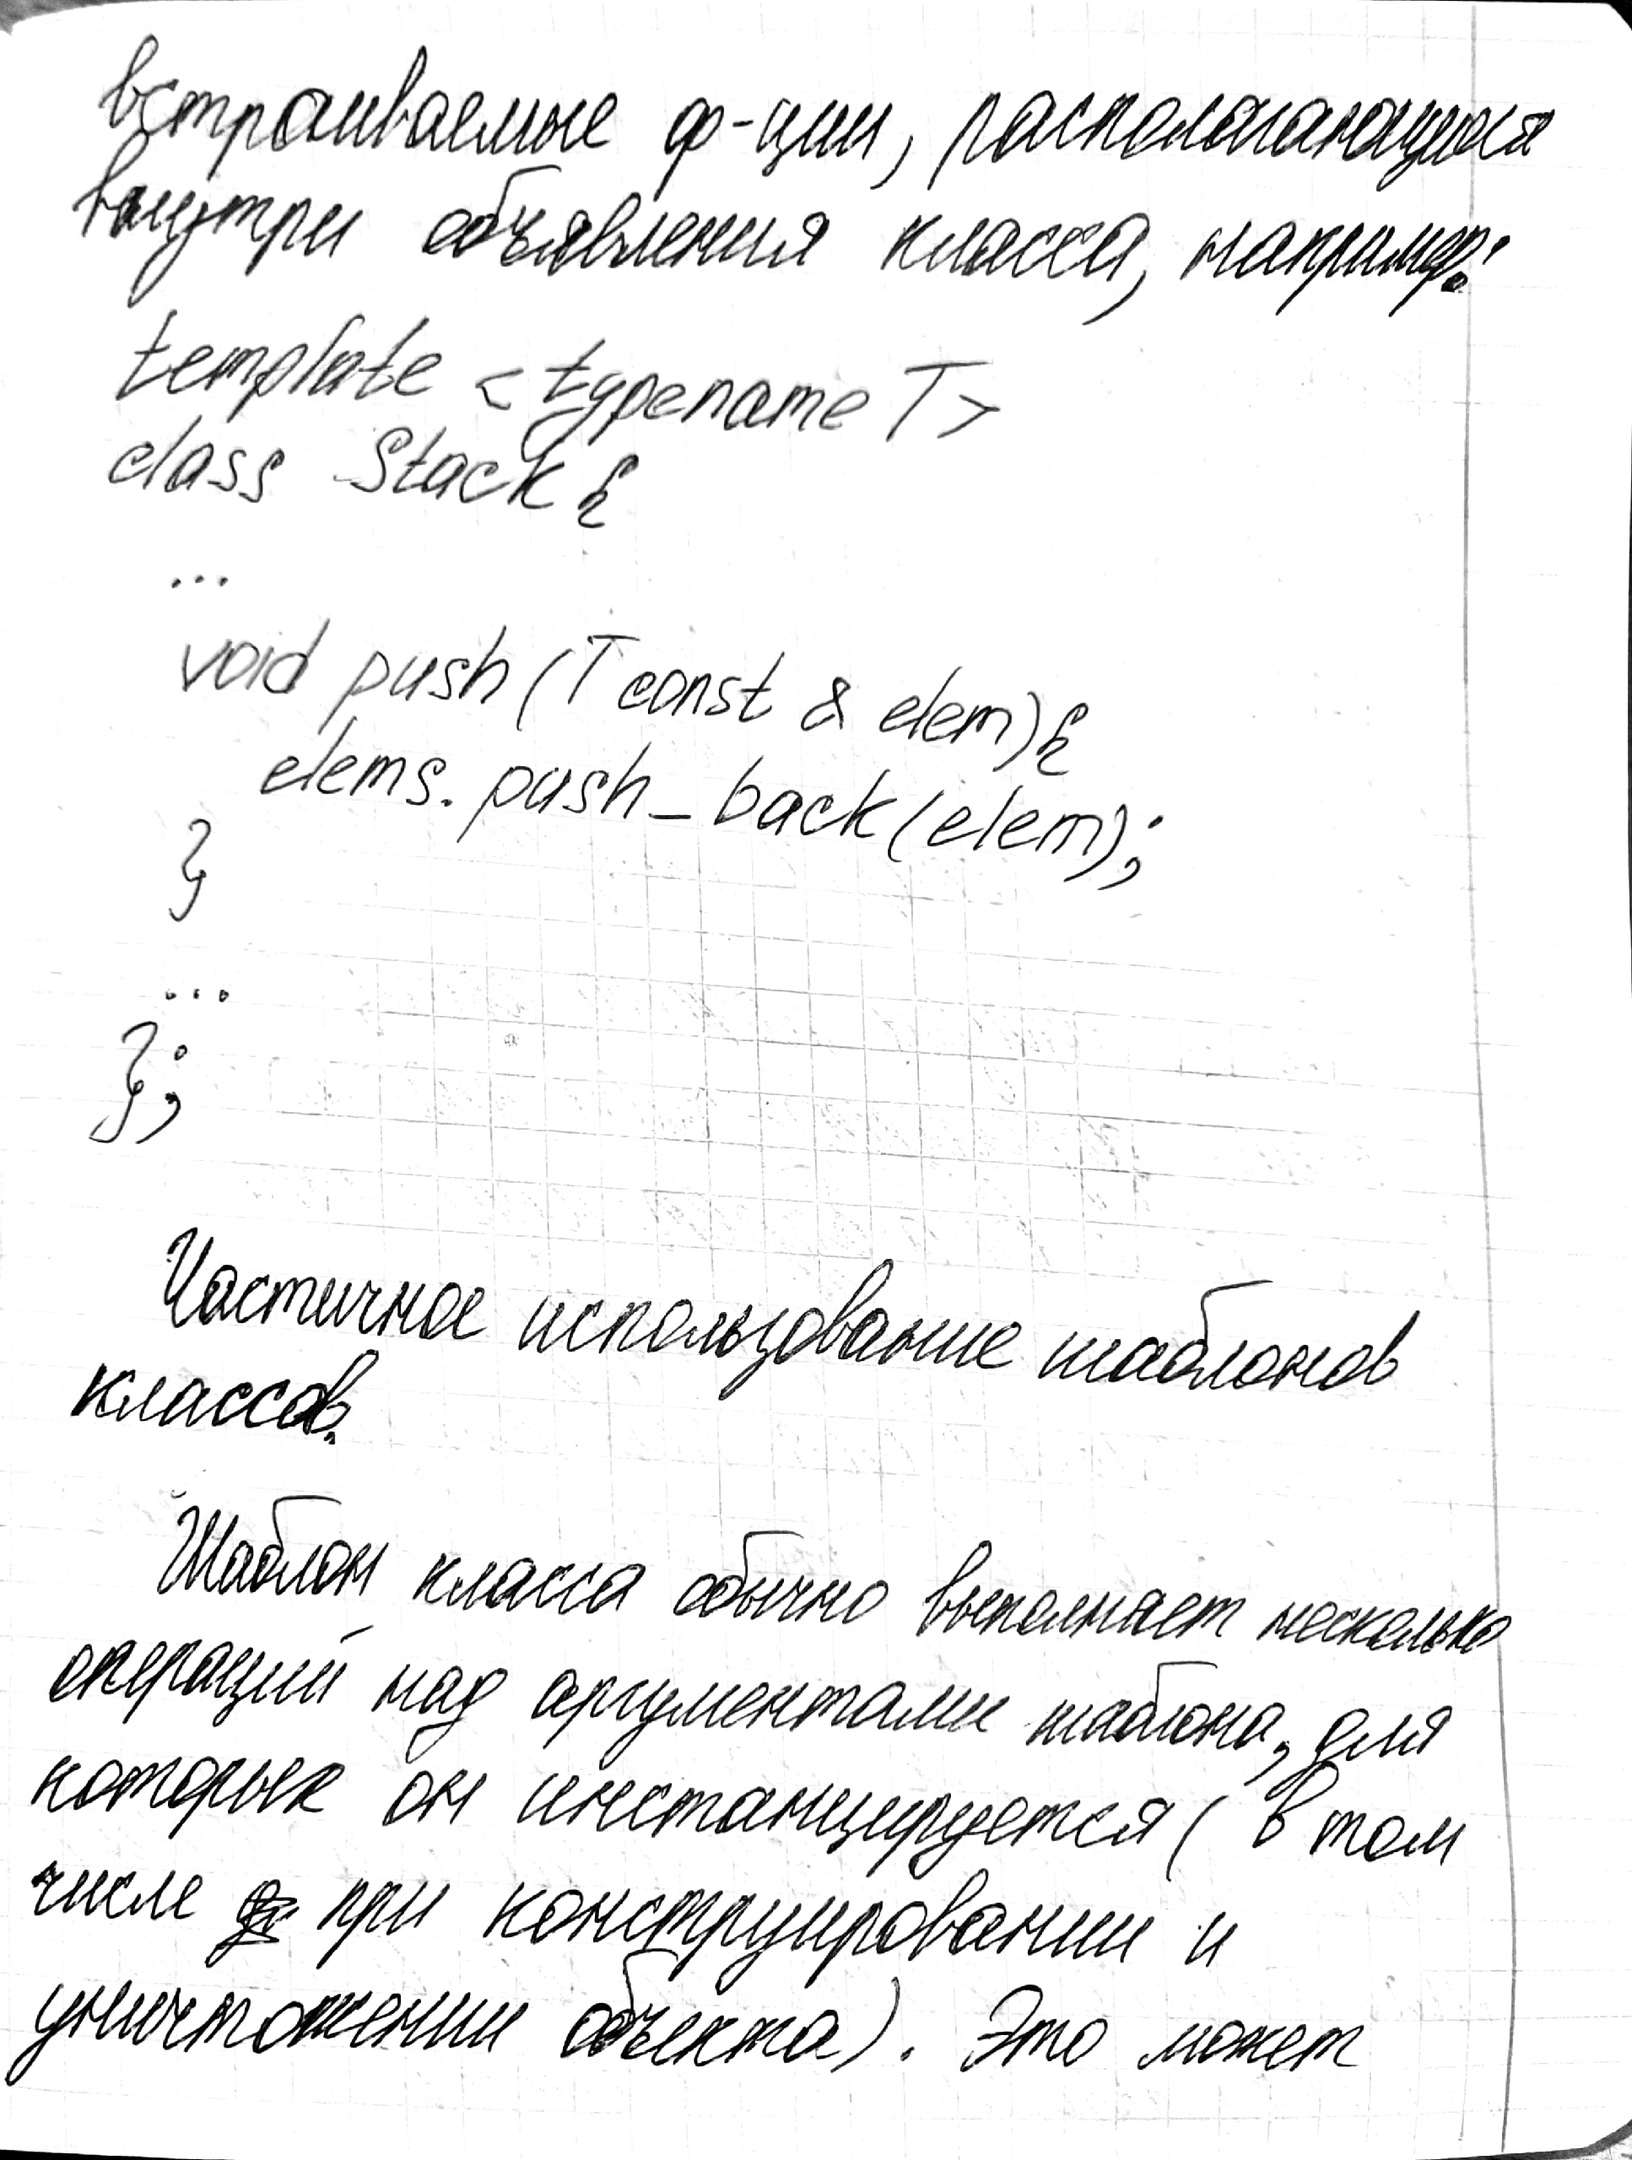 встраиваемые ф-ции, располагающиеся
внутри объявления класса, например:
template <typename T>
class Stack {
...
void push (T const & elem) {
elems. push_back (elem);
}
...
};
Частичное использование шаблонов
классов.
Шаблон класса обычно выполняет несколько
операций над аргументами шаблона, для
которых он инстанцируется ( в том
числе при конструировании и
уничтожении объекта). Это может